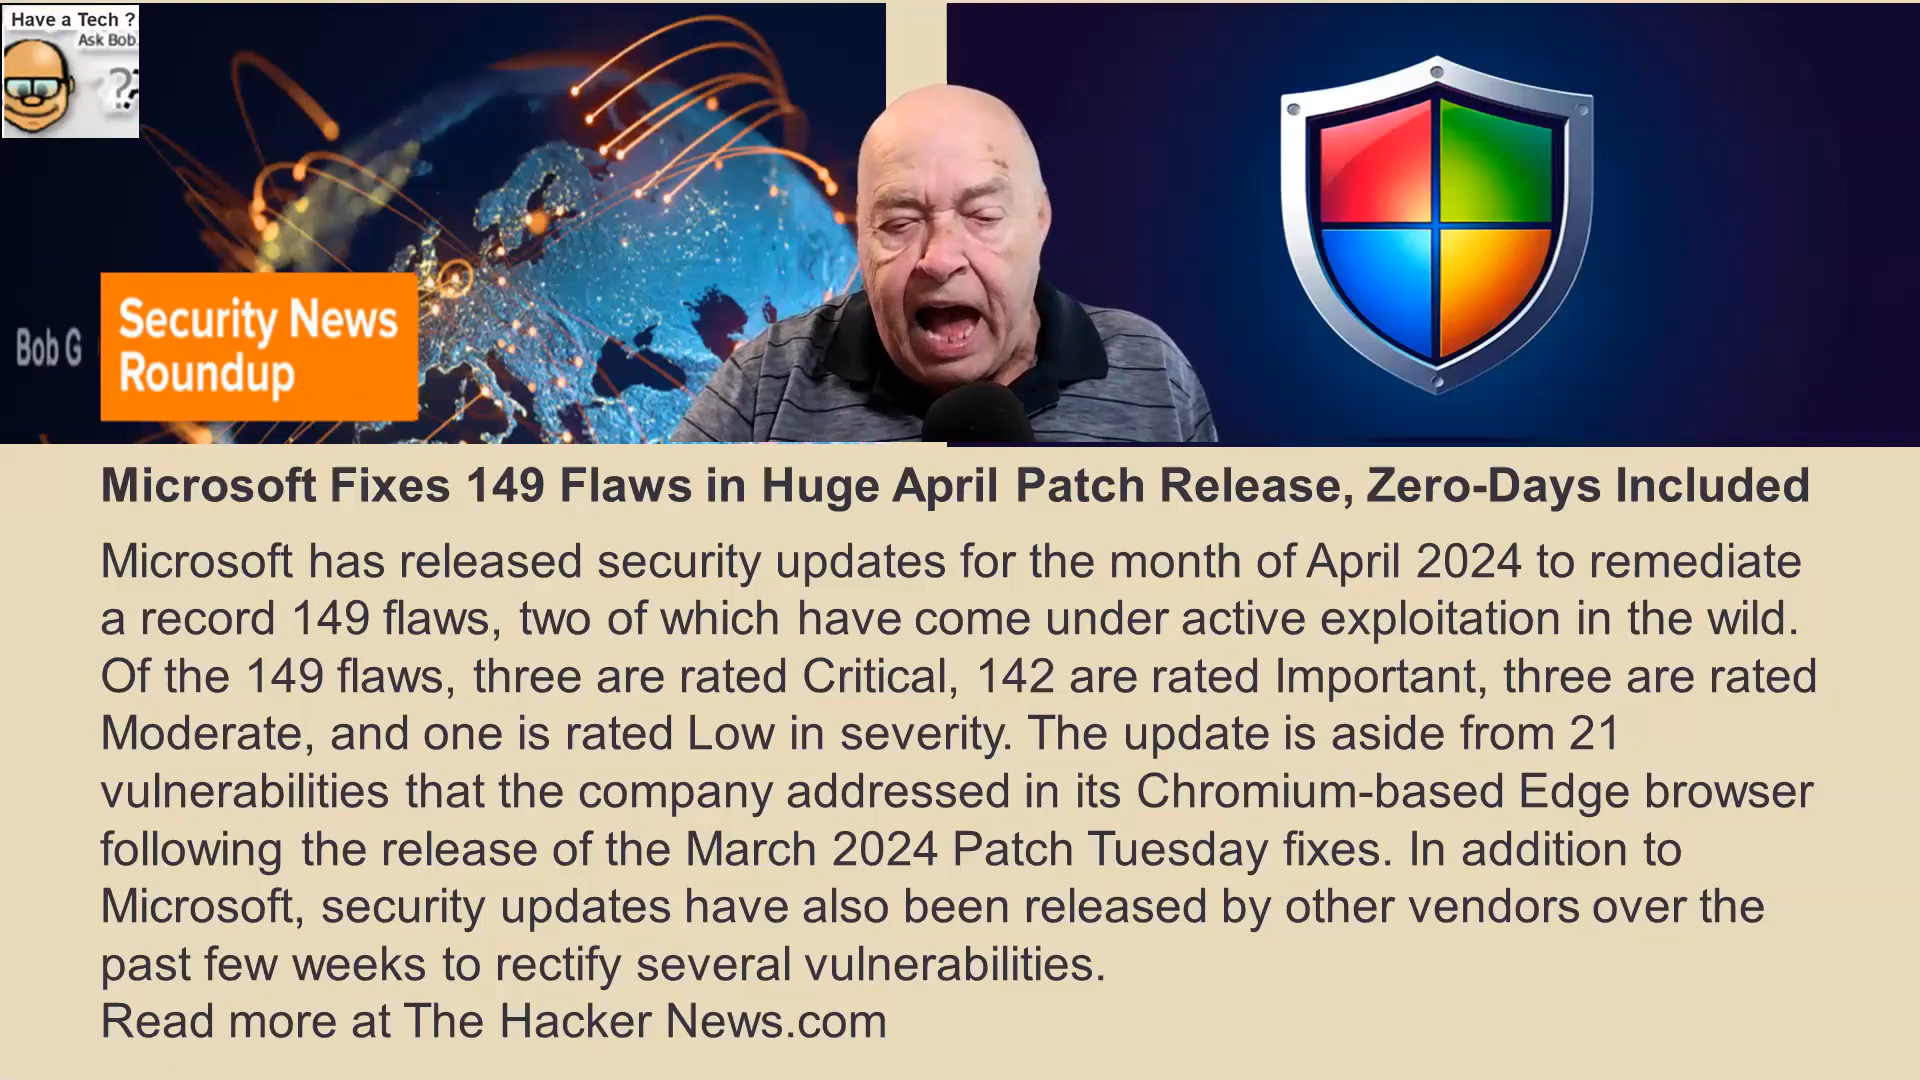 Have a Tech ?
Ask Bob.
??
Bob G
Security News
Roundup
Microsoft Fixes 149 Flaws in Huge April Patch Release, Zero-Days Included
Microsoft has released security updates for the month of April 2024 to remediate
a record 149 flaws, two of which have come under active exploitation in the wild.
Of the 149 flaws, three are rated Critical, 142 are rated Important, three are rated
Moderate, and one is rated Low in severity. The update is aside from 21
vulnerabilities that the company addressed in its Chromium-based Edge browser
following the release of the March 2024 Patch Tuesday fixes. In addition to
Microsoft, security updates have also been released by other vendors over the
past few weeks to rectify several vulnerabilities.
Read more at The Hacker News.com